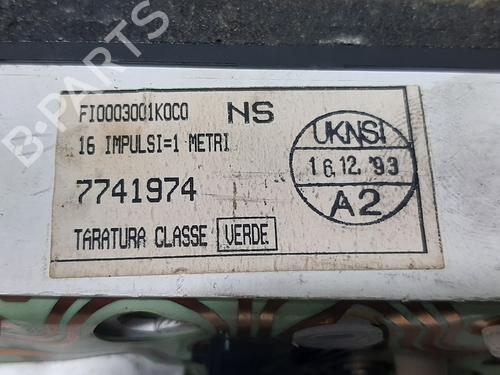 B-PARTS
FI0003001K0C0 NS
16 IMPULSI=1 METRI
7741974
TARATURA CLASSE VERDE
UKNSI
16.12.'93
A2